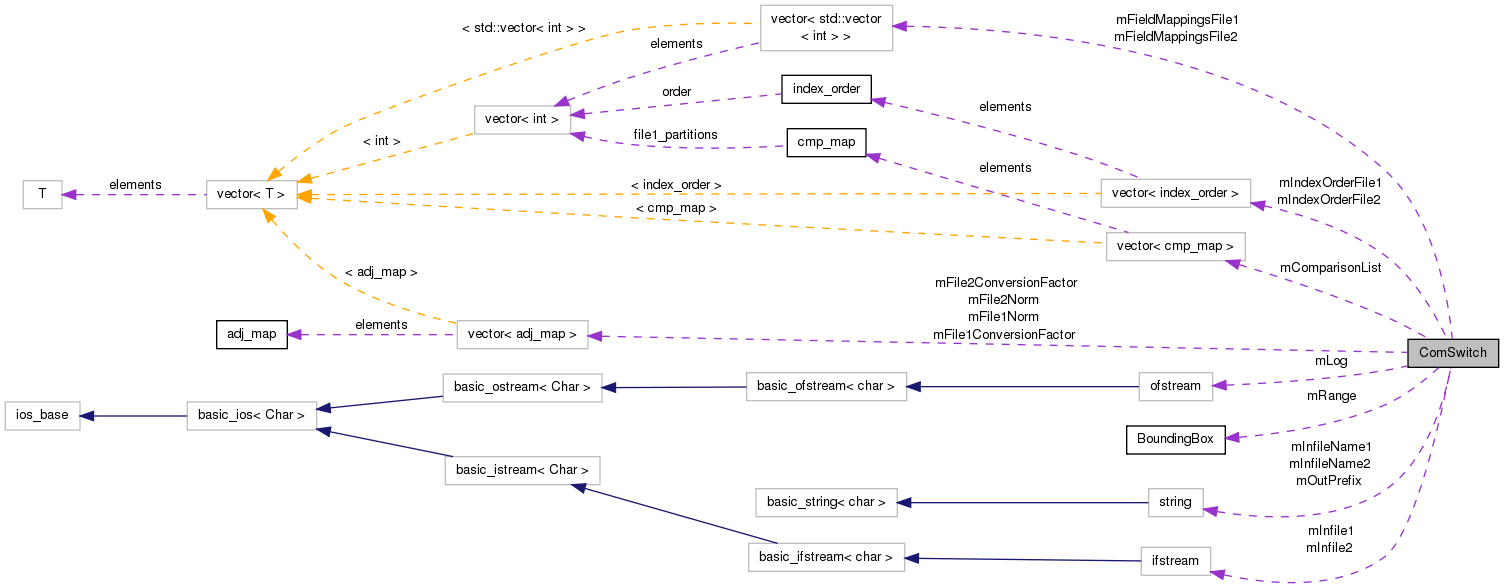 vector< std::vector
< int > >
mFieldMappingsFile1
mFieldMappingsFile2
< std::vector< int > >
elements
index_order
order
elements
vector< int >
file1_partitions
cmp_map
< int >
elements
T
elements
vector< T >
< index_order >
vector< index_order >
mIndexOrderFile1
mIndexOrderFile2
< cmp_map >
vector< cmp_map >
mComparisonList
< adj_map >
mFile2ConversionFactor
mFile2Norm
mFile1Norm
mFile1ConversionFactor
adj_map
elements
vector< adj_map >
ComSwitch
mLog
basic_ostream< Char >
basic_ofstream< char >
ofstream
mRange
ios_base
basic_ios< Char >
BoundingBox
mInfileName1
mInfileName2
mOutPrefix
basic_istream< Char >
basic_string< char >
string
mInfile1
mInfile2
basic_ifstream< char >
ifstream